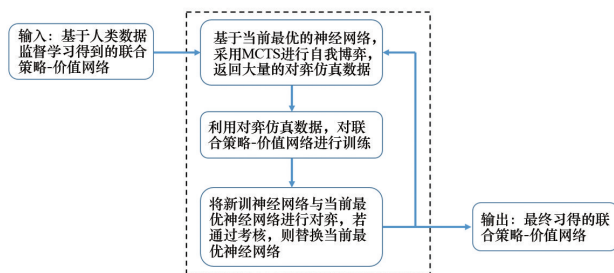 输入：基于人类数据
监督学习得到的联合
策略-价值网络
基于当前最优的神经网络，
采用MCTS进行自我博弈，
返回大量的对弈仿真数据
利用对弈仿真数据，对联
合策略-价值网络进行训练
将新训神经网络与当前最
优神经网络进行对弈，若
通过考核，则替换当前最
优神经网络
输出：最终习得的联
合策略-价值网络